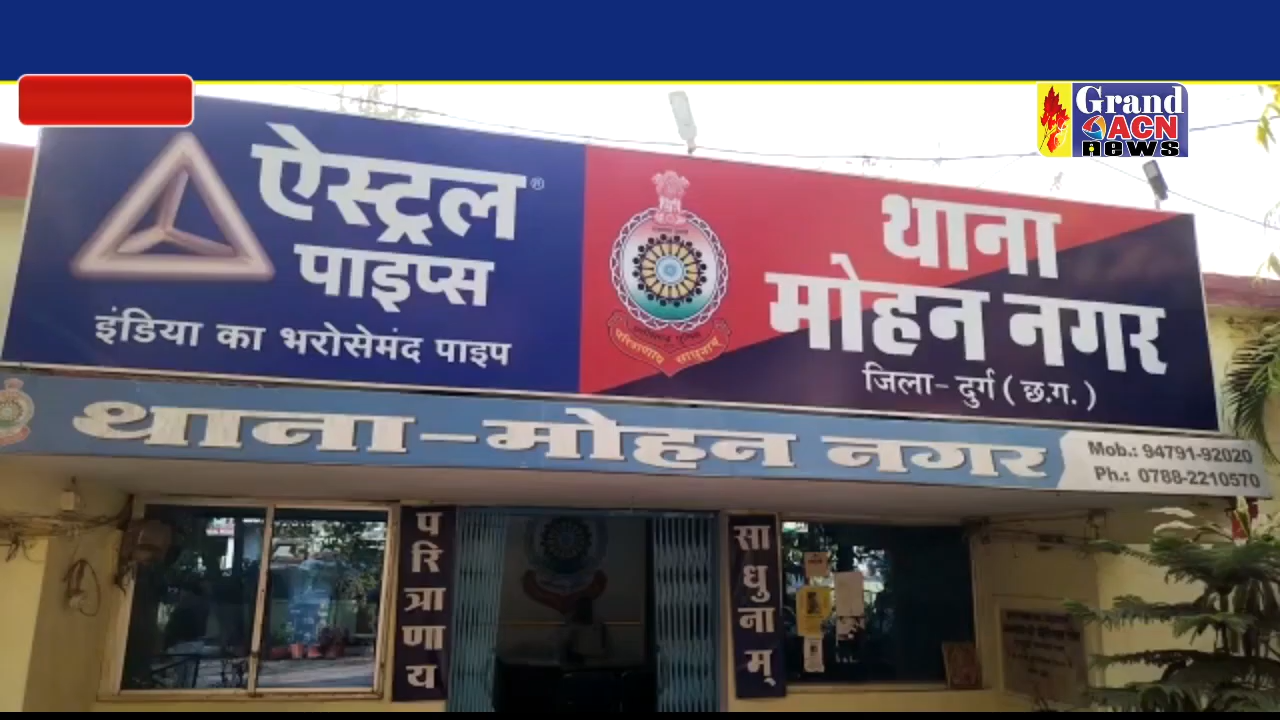 Grand
ACN
news
ऐस्ट्रल®
पाइप्स
इंडिया का भरोसेमंद पाइप
थाना
मोहन नगर
जिला- दुर्ग ( छ.ग. )
परित्राणाय साधुनाम्
थाना-मोहन नगर
Mob.: 94791-92020
Ph.: 0788-2210570
परित्राणाय
साधुनाम्